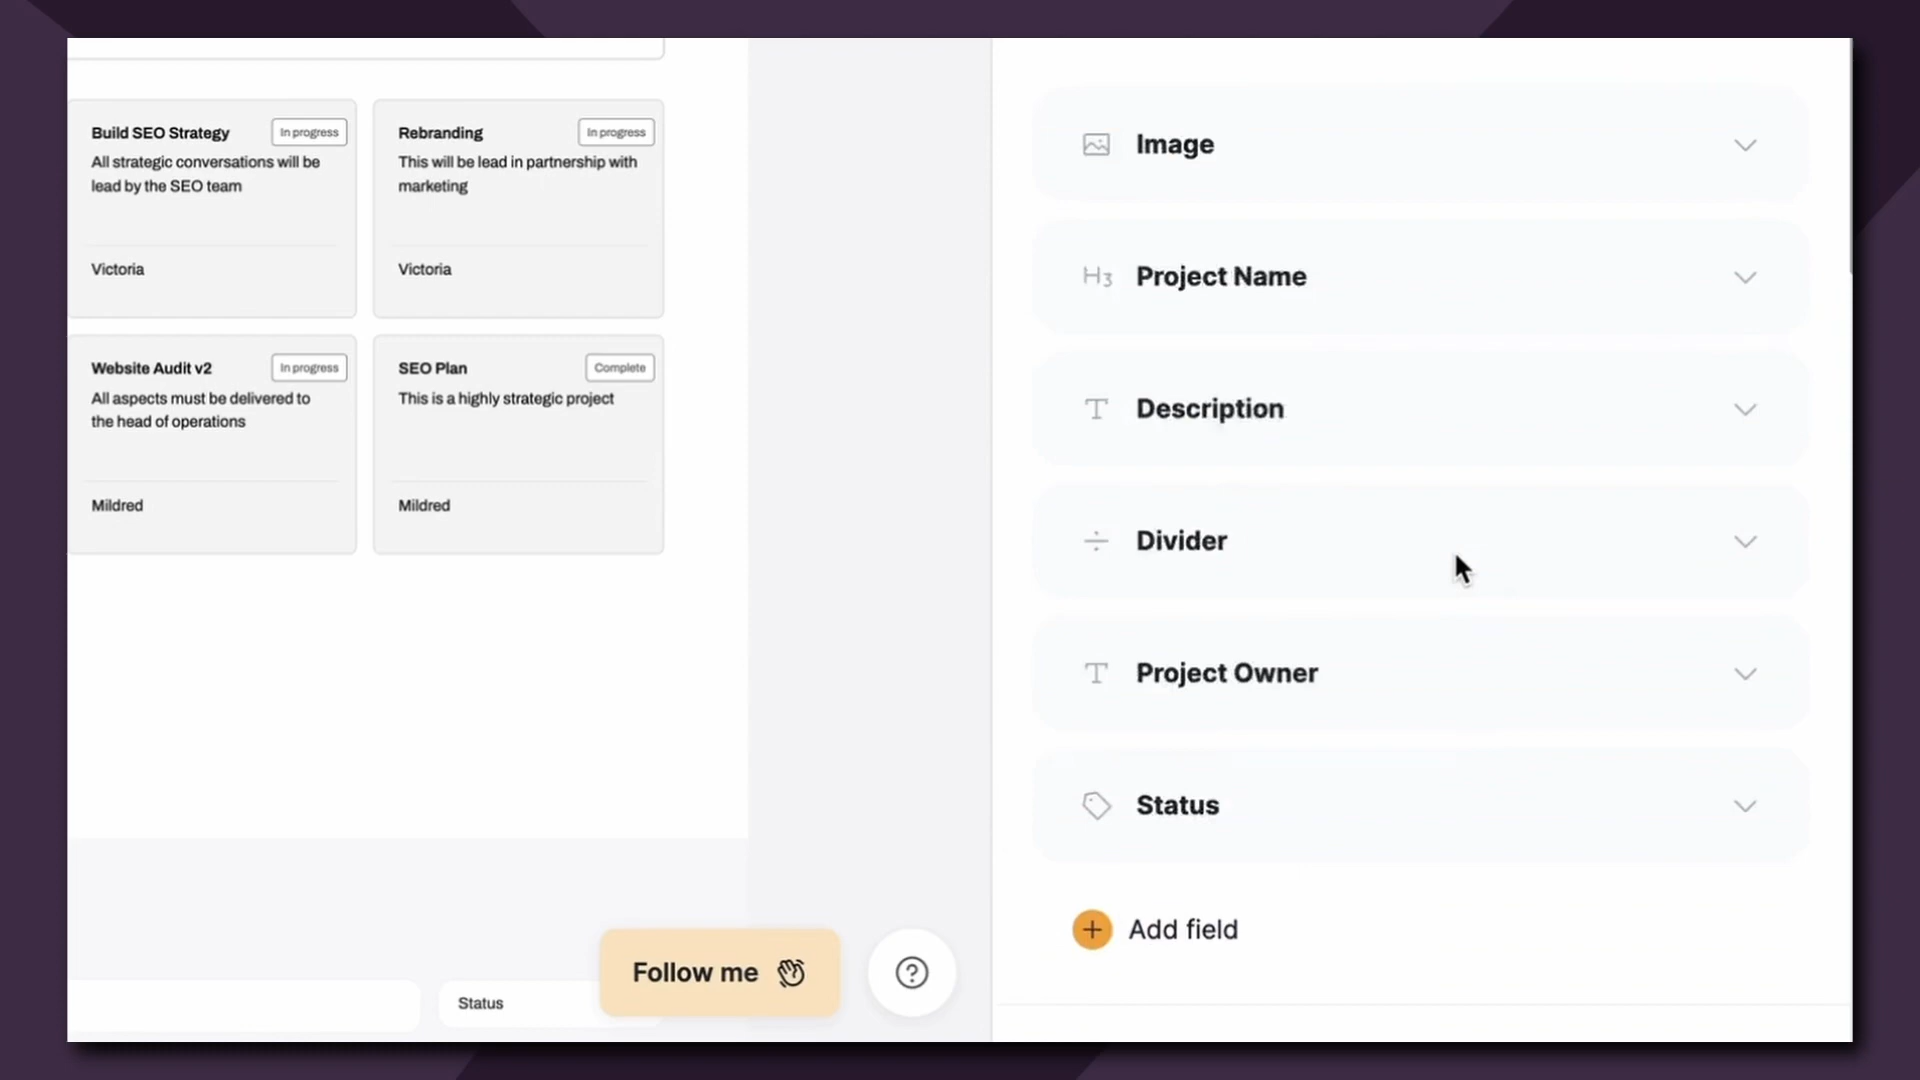 Build SEO Strategy
In progress
All strategic conversations will be
lead by the SEO team
Victoria
Rebranding
In progress
This will be lead in partnership with
marketing
Victoria
Website Audit v2
In progress
All aspects must be delivered to
the head of operations
Mildred
SEO Plan
Complete
This is a highly strategic project
Mildred
Status
Follow me
Image
H3 Project Name
Description
Divider
Project Owner
Status
Add field